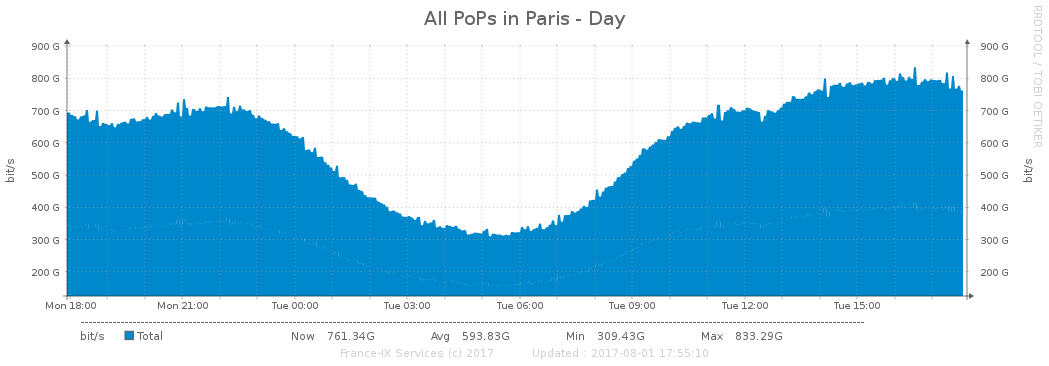 All PoPs in Paris - Day
RRDTOOL / TOBI OETIKER
bit/s
bit/s
900 G 900 G
800 G 800 G
700 G 700 G
600 G 600 G
500 G 500 G
400 G 400 G
300 G 300 G
200 G 200 G
Mon 18:00 Mon 21:00 Tue 00:00 Tue 03:00 Tue 06:00 Tue 09:00 Tue 12:00 Tue 15:00
bit/s Total Now 761.34G Avg 593.83G Min 309.43G Max 833.29G
France-IX Services (c) 2017 Updated : 2017-08-01 17:55:10